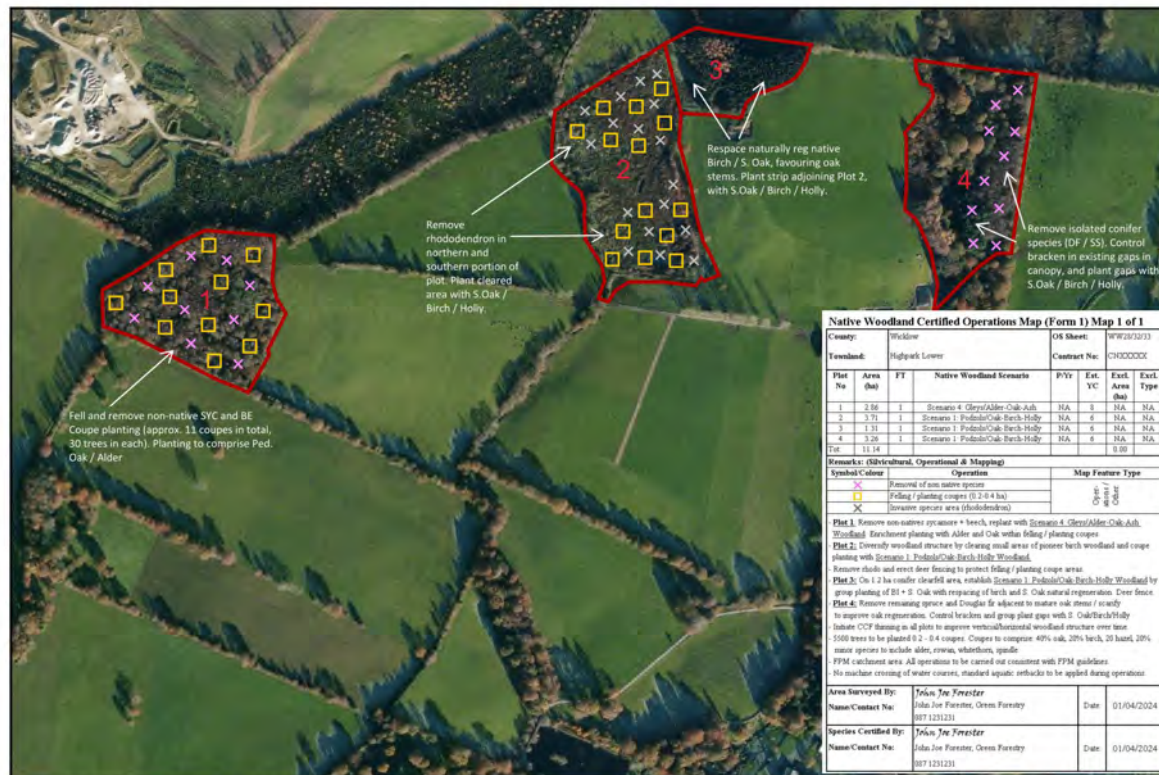 1
2
3
4
Respace naturally reg native
Birch / S. Oak, favouring oak
stems. Plant strip adjoining Plot 2,
with S.Oak / Birch / Holly.
Remove
rhododendron in
northern and
southern portion of
plot. Plant cleared
area with S.Oak /
Birch / Holly.
Remove isolated conifer
species (DF / SS). Control
bracken in existing gaps in
canopy, and plant gaps with
S.Oak / Birch / Holly.
Fell and remove non-native SYC and BE
Coupe planting (approx. 11 coupes in total,
30 trees in each). Planting to comprise Ped.
Oak / Alder
Native Woodland Certified Operations Map (Form 1) Map 1 of 1
County: Wicklow OS Sheet: WW28/32/33
Townland: Highpark Lower Contract No: CNXXXXX
Plot No Area (ha) FT Native Woodland Scenario P/Yr Est. YC Excl. Area (ha) Excl. Type
1 2.86 1 Scenario 4: Gleys/Alder-Oak-Ash NA 8 NA NA
2 3.71 1 Scenario 1: Podzols/Oak-Birch-Holly NA 6 NA NA
3 1.31 1 Scenario 1: Podzols/Oak-Birch-Holly NA 6 NA NA
4 3.26 1 Scenario 1: Podzols/Oak-Birch-Holly NA 6 NA NA
Tot 11.14 0.00
Remarks: (Silvicultural, Operational & Mapping)
Symbol/Colour Operation Map Feature Type
Removal of non native species
Felling / planting coupes (0.2-0.4 ha)
Invasive species area (rhododendron)
Operations / Other
- Plot 1: Remove non-natives sycamore + beech, replant with Scenario 4: Gleys/Alder-Oak-Ash
Woodland. Enrichment planting with Alder and Oak within felling / planting coupes
- Plot 2: Diversify woodland structure by clearing small areas of pioneer birch woodland and coupe
planting with Scenario 1: Podzols/Oak-Birch-Holly Woodland.
- Remove rhodo and erect deer fencing to protect felling / planting coupe areas.
- Plot 3: On 1.2 ha conifer clearfell area, establish Scenario 1: Podzols/Oak-Birch-Holly Woodland by
group planting of BI + S. Oak with respacing of birch and S. Oak natural regeneration. Deer fence.
- Plot 4: Remove remaining spruce and Douglas fir adjacent to mature oak stems / scarify
to improve oak regeneration. Control bracken and group plant gaps with S. Oak/Birch/Holly
- Initiate CCF thinning in all plots to improve vertical/horizontal woodland structure over time.
- 5500 trees to be planted 0.2 - 0.4 coupes. Coupes to comprise: 40% oak, 20% birch, 20 hazel, 20%
minor species to include alder, rowan, whitethorn, spindle
- FPM catchment area. All operations to be carried out consistent with FPM guidelines.
- No machine crossing of water courses, standard aquatic setbacks to be applied during operations
Area Surveyed By: John Joe Forester
Name/Contact No: John Joe Forester, Green Forestry Date: 01/04/2024
087 1231231
Species Certified By: John Joe Forester
Name/Contact No: John Joe Forester, Green Forestry Date: 01/04/2024
087 1231231